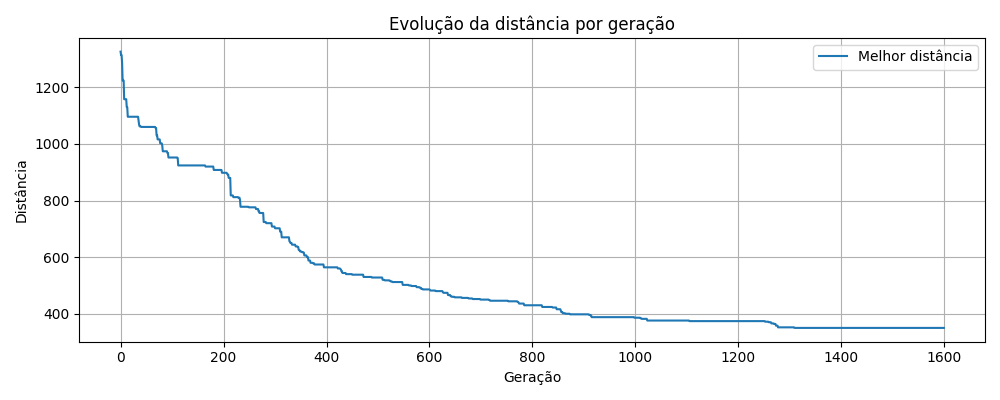 Evolução da distância por geração
Melhor distância
Distância
1200
1000
800
600
400
0 200 400 600 800 1000 1200 1400 1600
Geração